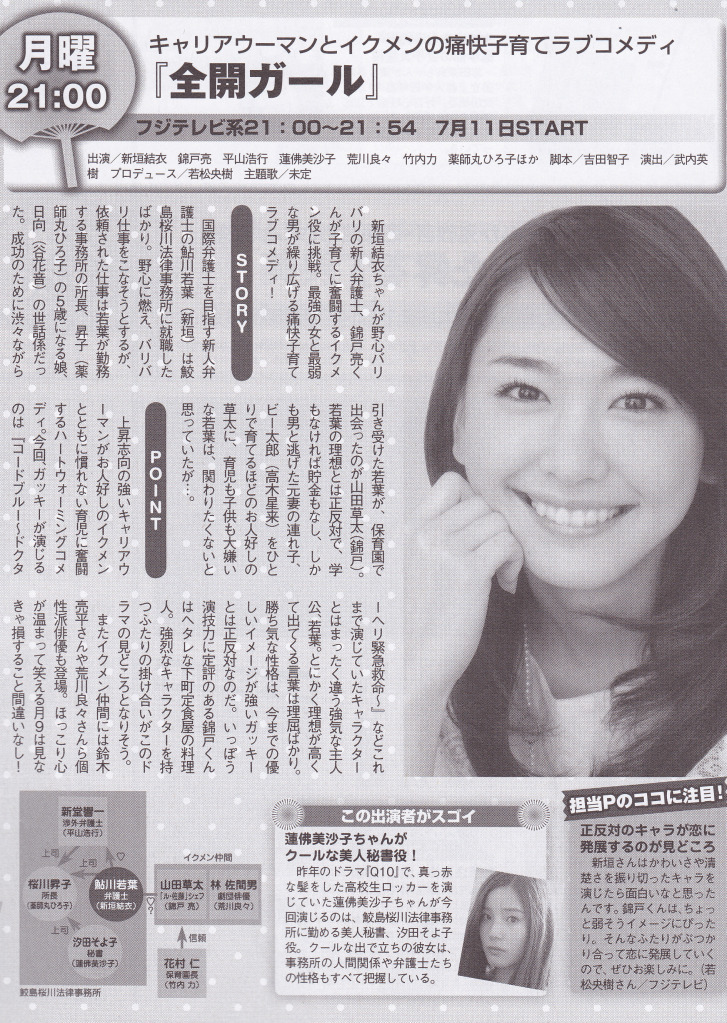 月曜
21:00
キャリアウーマンとイクメンの痛快子育てラブコメディ
『全開ガール』
フジテレビ系21：00～21：54　7月11日START
出演／新垣結衣　錦戸亮　平山浩行　蓮佛美沙子　荒川良々　竹内力　薬師丸ひろ子ほか　脚本／吉田智子　演出／武内英
樹　プロデュース／若松央樹　主題歌／未定
新垣結衣ちゃんが野心バリ
バリの新人弁護士、錦戸亮く
んが子育てに奮闘するイクメ
ン役に挑戦。最強の女と最弱
な男が繰り広げる痛快子育て
ラブコメディ！
STORY
国際弁護士を目指す新人弁
護士の鮎川若葉（新垣）は鮫
島桜川法律事務所に就職した
ばかり。野心に燃え、バリバ
リ仕事をこなそうとするが、
依頼された仕事は若葉が勤務
する事務所の所長、昇子（薬
師丸ひろ子）の5歳になる娘、
日向（谷花音）の世話係だっ
た。成功のために渋々ながら
引き受けた若葉が、保育園で
出会ったのが山田草太（錦戸）。
若葉の理想とは正反対で、学
もなければ貯金もなし、しか
も男と逃げた元妻の連れ子、
ビー太郎（高木星来）をひと
りで育てるほどのお人好しの
草太に、育児も子供も大嫌い
な若葉は、関わりたくないと
思っていたが…。
POINT
上昇志向の強いキャリアウ
ーマンがお人好しのイクメン
とともに慣れない育児に奮闘
するハートウォーミングコメ
ディ。今回、ガッキーが演じる
のは『コードブルー～ドクタ
ーヘリ緊急救命～』などこれ
まで演じていたキャラクター
とはまったく違う強気な主人
公、若葉。とにかく理想が高く
て出てくる言葉は理屈ばかり。
勝ち気な性格は、今までの優
しいイメージが強いガッキー
とは正反対なのだ。いっぽう
演技力に定評のある錦戸くん
はヘタレな下町定食屋の料理
人。強烈なキャラクターを持
つふたりの掛け合いがこのド
ラマの見どころとなりそう。
またイクメン仲間には鈴木
亮平さんや荒川良々さんら個
性派俳優も登場。ほっこり心
が温まって笑える月9は見な
きゃ損すること間違いなし！
新堂響一
渉外弁護士
(平山浩行)
上司
上司
♡
桜川昇子
所長
(薬師丸ひろ子)
鮎川若葉
弁護士
(新垣結衣)
上司
汐田そよ子
秘書
(蓮佛美沙子)
鮫島桜川法律事務所
♡?
イクメン仲間
山田草太
「ル・佐藤」シェフ
(錦戸 亮)
林 佐間男
劇団俳優
(荒川良々)
信頼
花村 仁
保育園長
(竹内 力)
この出演者がスゴイ
蓮佛美沙子ちゃんが
クールな美人秘書役！
昨年のドラマ『Q10』で、真っ赤
な髪をした高校生ロッカーを演
じていた蓮佛美沙子ちゃんが今
回演じるのは、鮫島桜川法律事務
所に勤める美人秘書、汐田そよ子
役。クールな出で立ちの彼女は、
事務所の人間関係や弁護士たち
の性格もすべて把握している。
担当Pのココに注目！
正反対のキャラが恋に
発展するのが見どころ
新垣さんはかわいさや清
楚さを振り切ったキャラを
演じたら面白いなと思った
んです。錦戸くんは、ちょっ
と弱そうイメージにぴった
り。そんなふたりがぶつか
り合って恋に発展していく
ので、ぜひお楽しみに。（若
松央樹さん／フジテレビ）